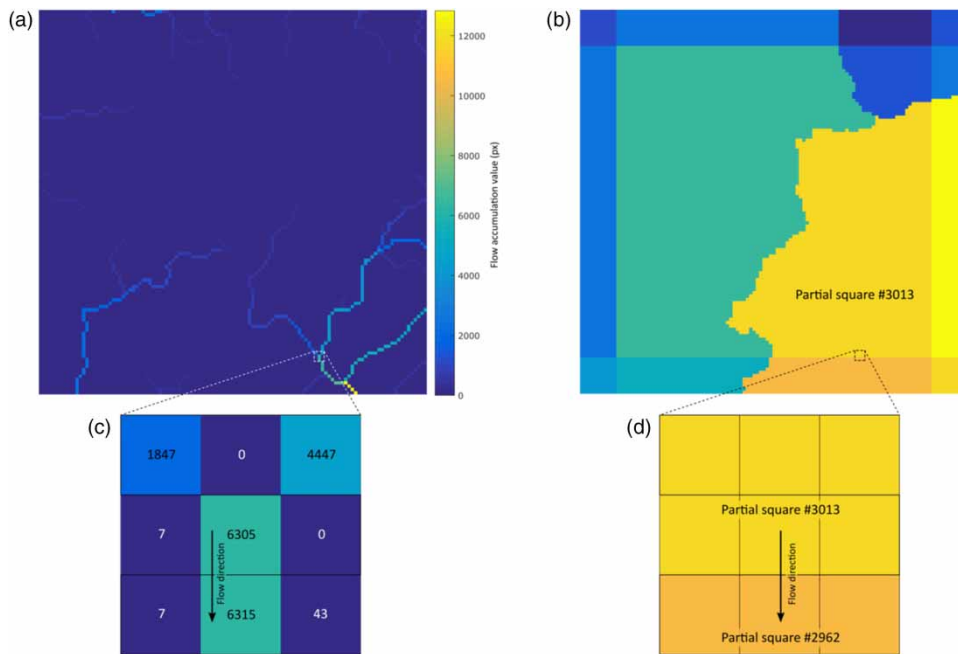 (a)
12000
10000
8000
6000
4000
2000
0
Flow accumulation value (px)
(b)
Partial square #3013
(c)
1847 0 4447
7 6305 0
Flow direction
7 6315 43
(d)
Partial square #3013
Flow direction
Partial square #2962